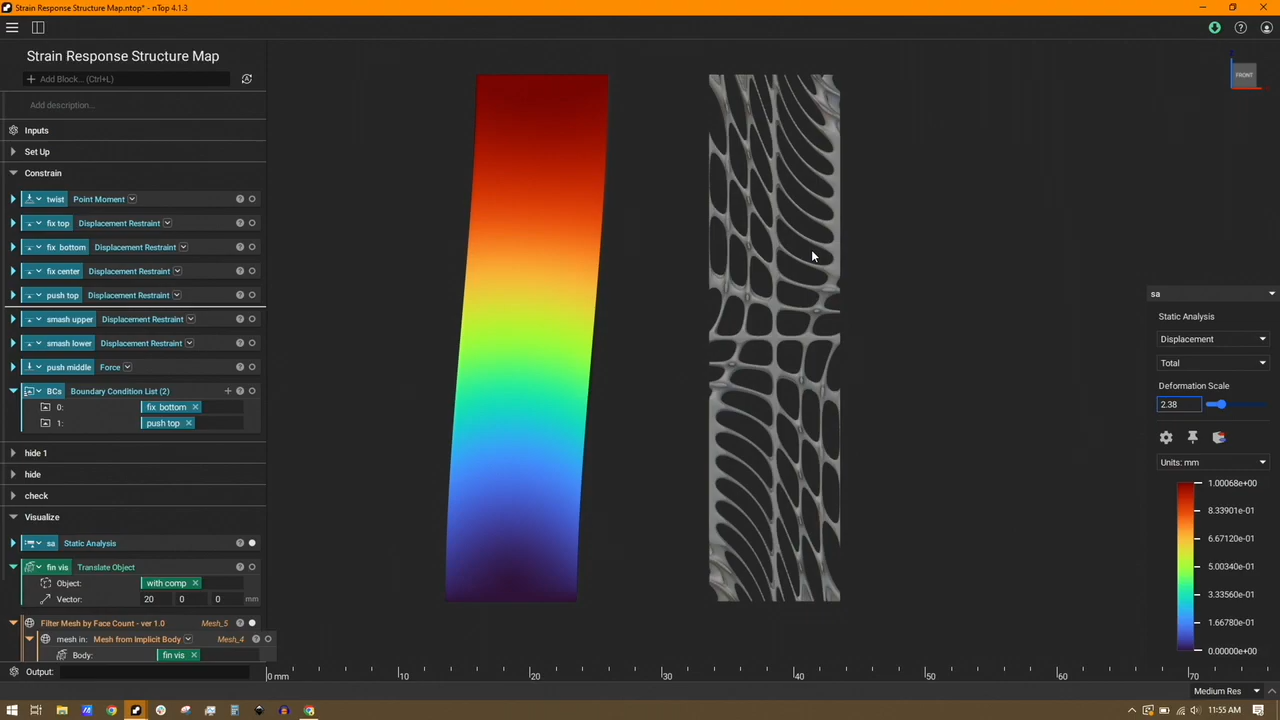 Strain Response Structure Map.ntop* - nTop 4.1.3
Strain Response Structure Map
Add Block... (Ctrl+L)
Add description...
Inputs
Set Up
Constrain
twist Point Moment
fix top Displacement Restraint
fix bottom Displacement Restraint
fix center Displacement Restraint
push top Displacement Restraint
smash upper Displacement Restraint
smash lower Displacement Restraint
push middle Force
BCs Boundary Condition List (2)
0: fix bottom
1: push top
hide 1
hide
check
Visualize
sa Static Analysis
fin vis Translate Object
Object: with comp
Vector: 20 0 0 mm
Filter Mesh by Face Count - ver 1.0 Mesh_5
mesh in: Mesh from Implicit Body Mesh_4
Body: fin vis
Output:
0 mm 10 20 30 40 50 60 70
FRONT
sa
Static Analysis
Displacement
Total
Deformation Scale
2.38
Units: mm
1.00068e+00
8.33901e-01
6.67120e-01
5.00340e-01
3.33560e-01
1.66780e-01
0.00000e+00
Medium Res
11:55 AM